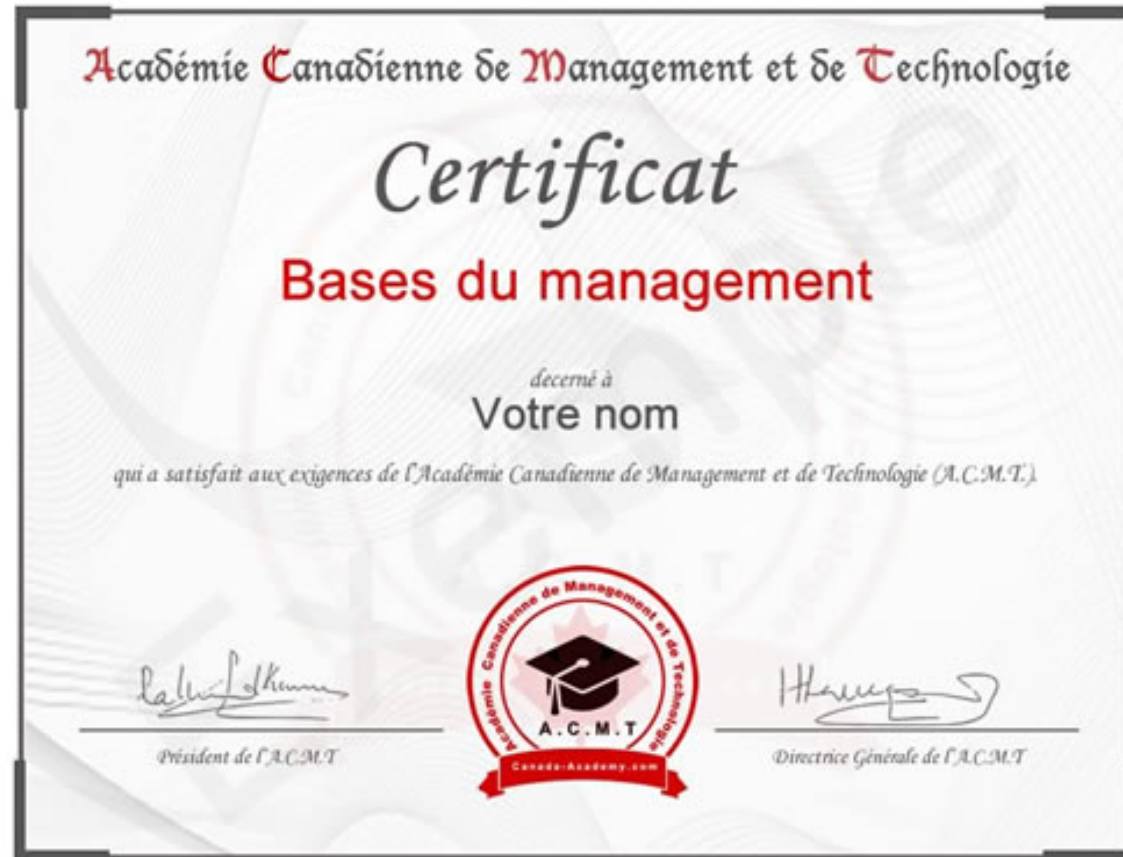 Académie Canadienne de Management et de Technologie
Certificat
Bases du management
decerné à
Votre nom
qui a satisfait aux exigences de l'Académie Canadienne de Management et de Technologie (A.C.M.T.).
Exemple
Académie Canadienne de Management et de Technologie
A.C.M.T
Canada-Academy.com
Président de l'A.C.M.T
Directrice Générale de l'A.C.M.T